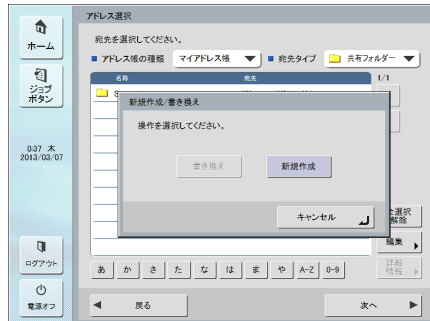 アドレス選択
ホーム
宛先を選択してください。
■ アドレス帳の種類 マイアドレス帳 ■ 宛先タイプ 共有フォルダー
名称 宛先 1/1
ジョブ
ボタン
新規作成/書き換え
操作を選択してください。
0:37 木
2013/03/07
書き換え 新規作成
キャンセル
選択
解除
編集
ログアウト
あ か さ た な は ま や A-Z 0-9
詳細
情報
電源オフ
戻る 次へ